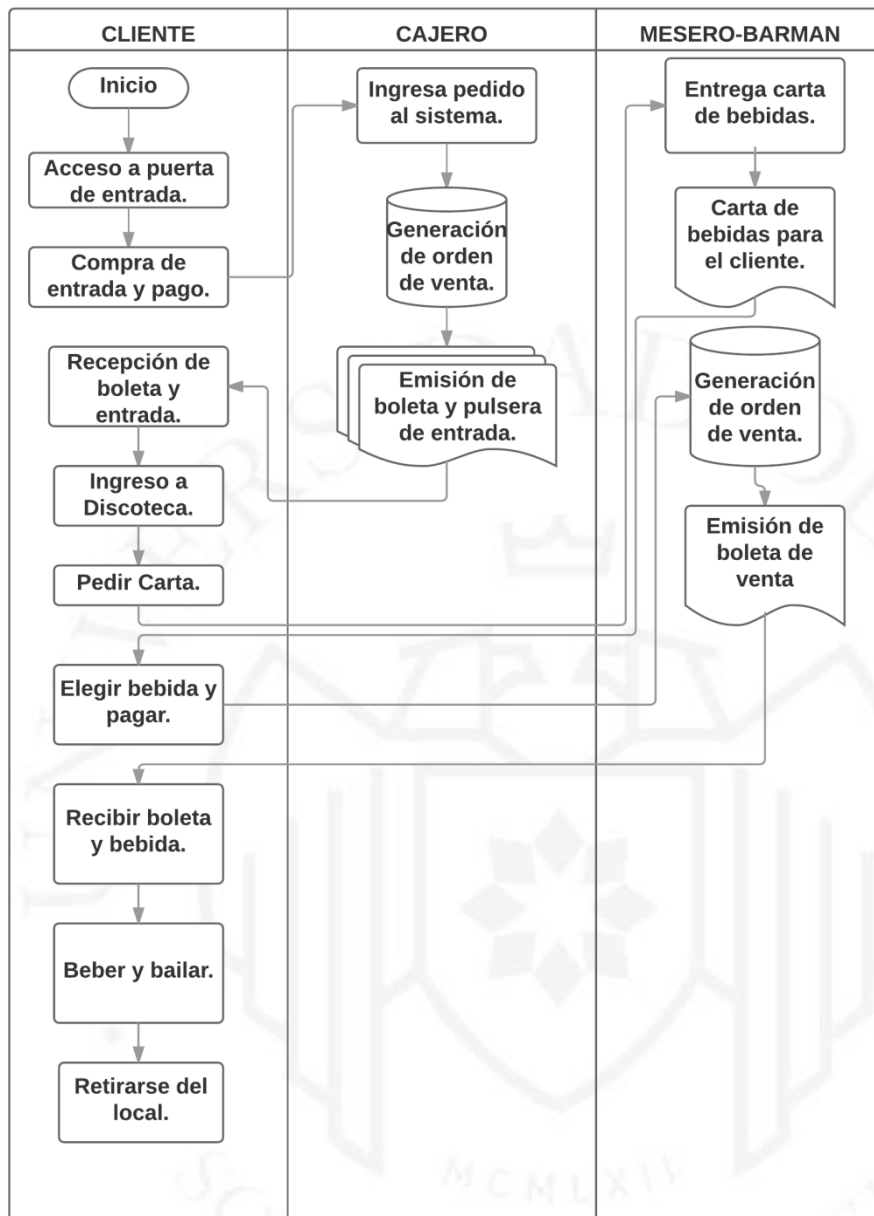 CLIENTE
CAJERO
MESERO-BARMAN
Inicio
Acceso a puerta
de entrada.
Compra de
entrada y pago.
Ingresa pedido
al sistema.
Generación
de orden
de venta.
Emisión de
boleta y pulsera
de entrada.
Recepción de
boleta y
entrada.
Ingreso a
Discoteca.
Pedir Carta.
Entrega carta
de bebidas.
Carta de
bebidas para
el cliente.
Elegir bebida y
pagar.
Generación
de orden
de venta.
Emisión de
boleta de
venta
Recibir boleta
y bebida.
Beber y bailar.
Retirarse del
local.
MCMLXII